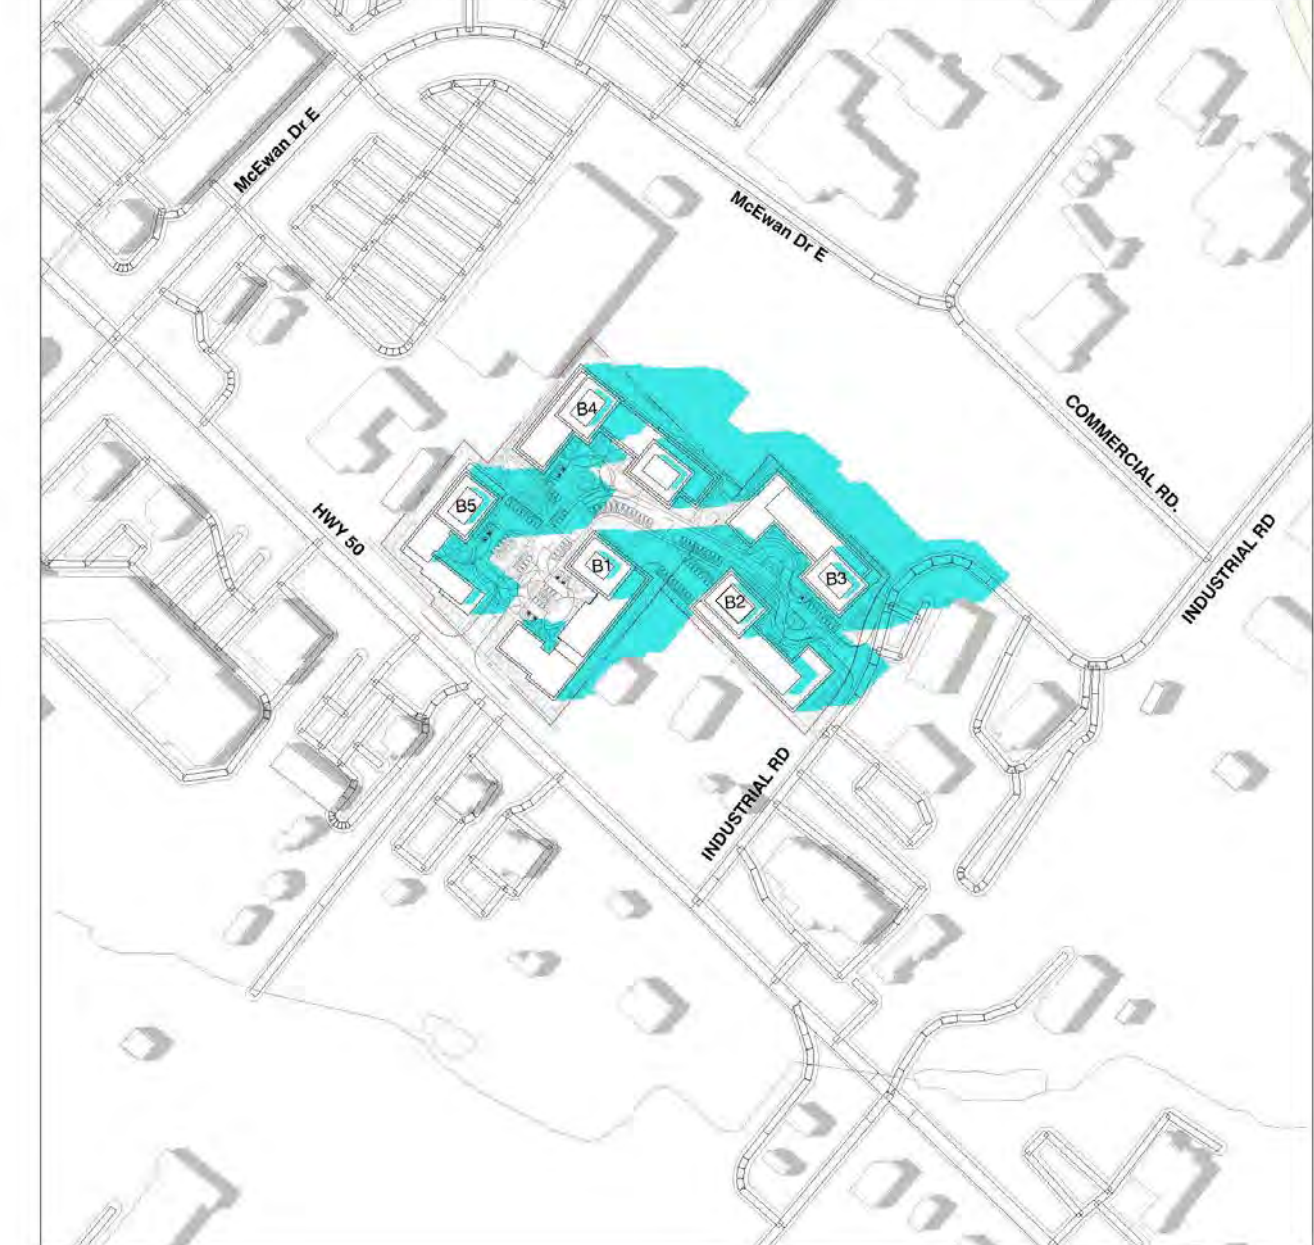 McEwan Dr E
McEwan Dr E
B4
COMMERCIAL RD.
B5
HWY 50
B1
B3
B2
INDUSTRIAL RD
INDUSTRIAL RD